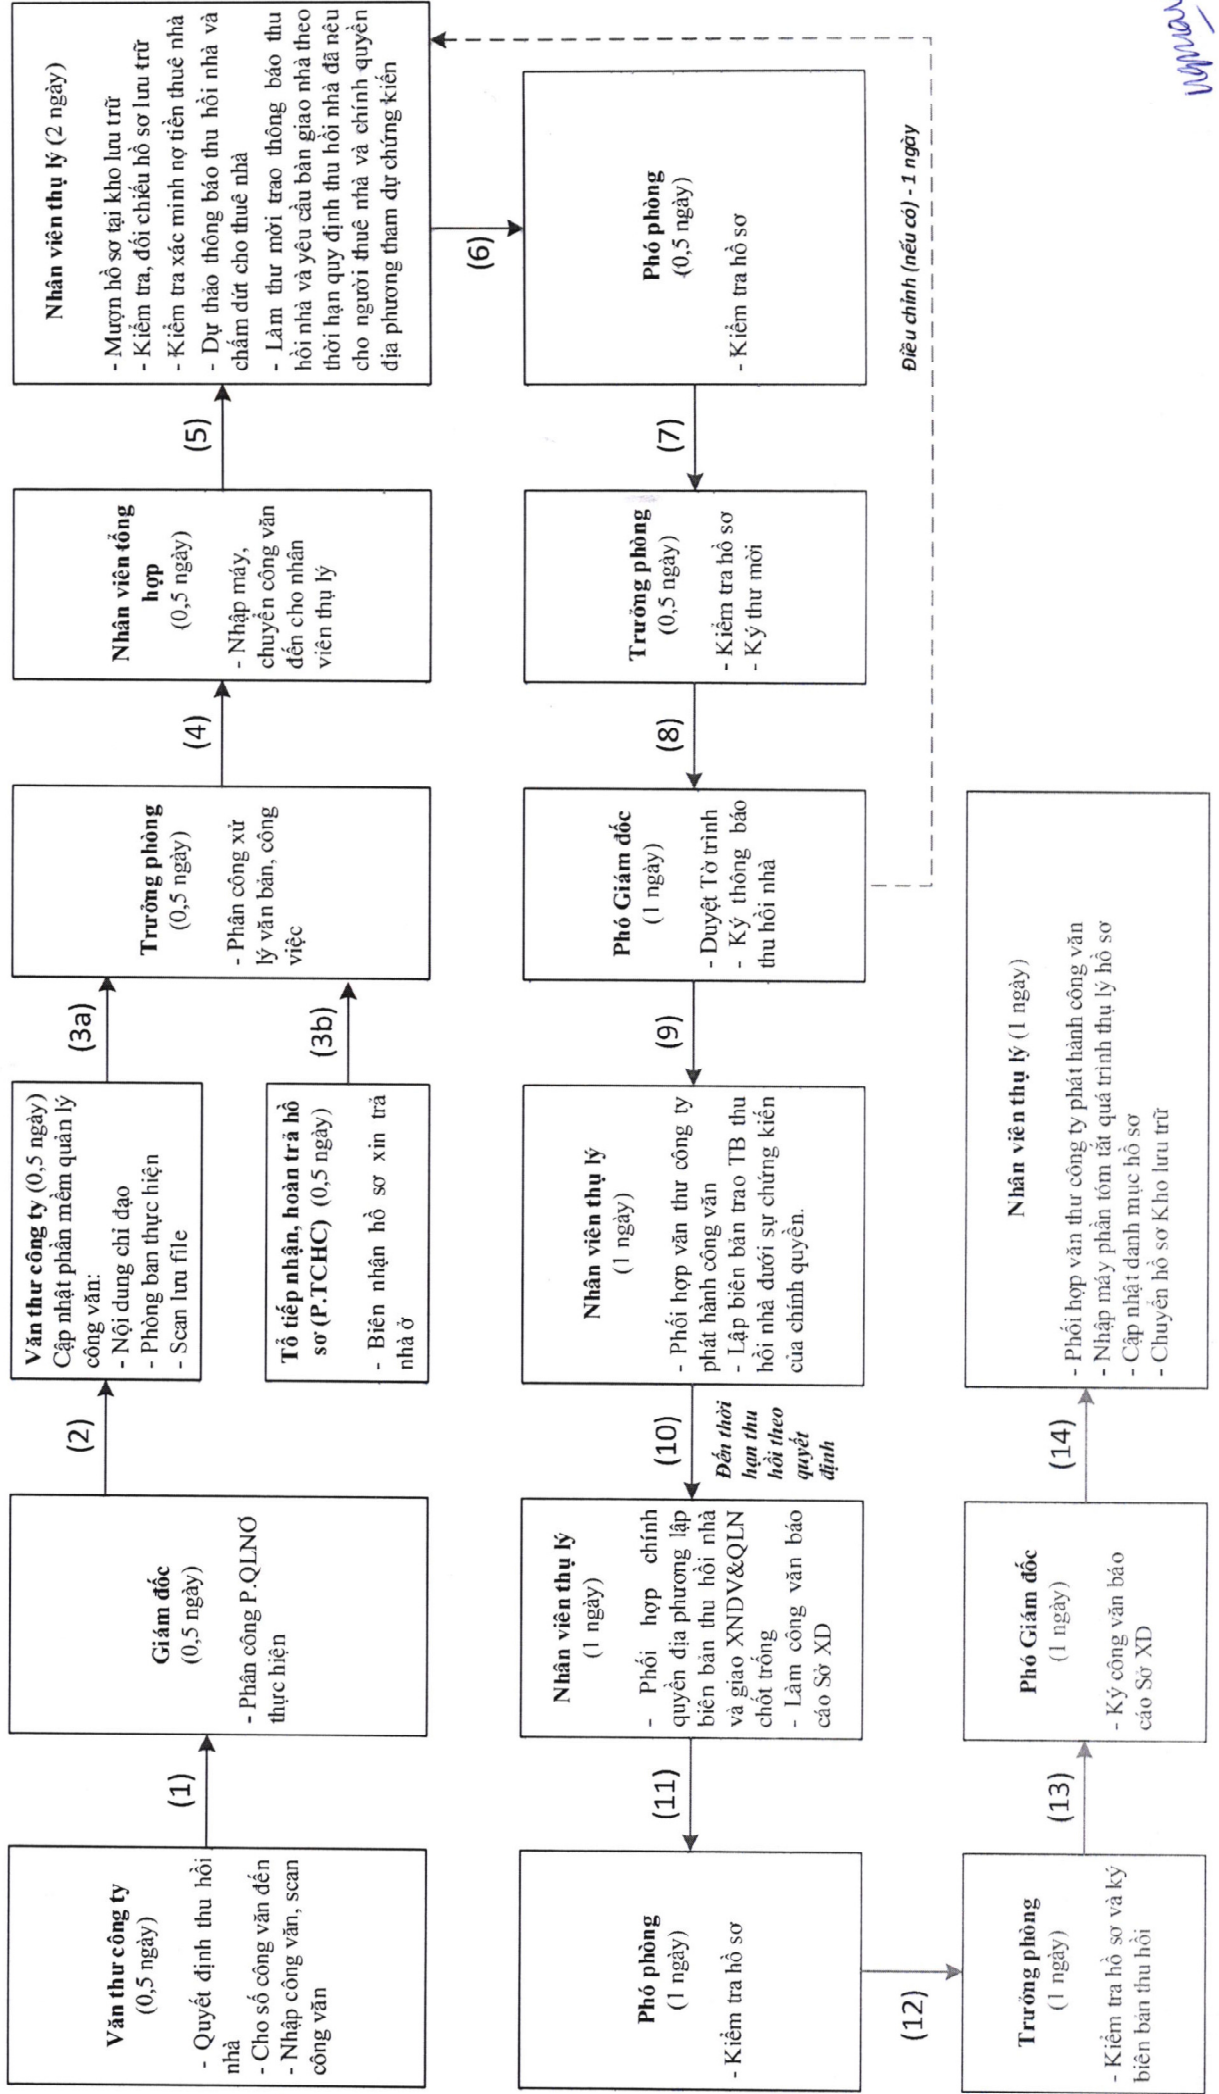 Văn thư công ty
(0,5 ngày)
- Quyết định thu hồi
nhà
- Cho số công văn đến
- Nhập công văn, scan
công văn
(1)
Giám đốc
(0,5 ngày)
- Phân công P.QLNƠ
thực hiện
(2)
Văn thư công ty (0,5 ngày)
Cập nhật phần mềm quản lý
công văn:
- Nội dung chỉ đạo
- Phòng ban thực hiện
- Scan lưu file
(3a)
Tổ tiếp nhận, hoàn trả hồ
sơ (P.TCHC) (0,5 ngày)
- Biên nhận hồ sơ xin trả
nhà ở
(3b)
Trưởng phòng
(0,5 ngày)
- Phân công xử
lý văn bản, công
việc
(4)
Nhân viên tổng
hợp
(0,5 ngày)
- Nhập máy,
chuyển công văn
đến cho nhân
viên thụ lý
(5)
Nhân viên thụ lý (2 ngày)
- Mượn hồ sơ tại kho lưu trữ
- Kiểm tra, đối chiếu hồ sơ lưu trữ
- Kiểm tra xác minh nợ tiền thuê nhà
- Dự thảo thông báo thu hồi nhà và
chấm dứt cho thuê nhà
- Làm thư mời trao thông báo thu
hồi nhà và yêu cầu bàn giao nhà theo
thời hạn quy định thu hồi nhà đã nêu
cho người thuê nhà và chính quyền
địa phương tham dự chứng kiến
(6)
Phó phòng
(0,5 ngày)
- Kiểm tra hồ sơ
(7)
Trưởng phòng
(0,5 ngày)
- Kiểm tra hồ sơ
- Ký thư mời
(8)
Phó Giám đốc
(1 ngày)
- Duyệt Tờ trình
- Ký thông báo
thu hồi nhà
Điều chỉnh (nếu có) - 1 ngày
(9)
Nhân viên thụ lý
(1 ngày)
- Phối hợp văn thư công ty
phát hành công văn
- Lập biên bản trao TB thu
hồi nhà dưới sự chứng kiến
của chính quyền.
(10)
Đến thời
hạn thu
hồi theo
quyết
định
Nhân viên thụ lý
(1 ngày)
- Phối hợp chính
quyền địa phương lập
biên bản thu hồi nhà
và giao XNDV&QLN
chốt trống
- Làm công văn báo
cáo Sở XD
(11)
Phó phòng
(1 ngày)
- Kiểm tra hồ sơ
(12)
Trưởng phòng
(1 ngày)
- Kiểm tra hồ sơ và ký
biên bản thu hồi
(13)
Phó Giám đốc
(1 ngày)
- Ký công văn báo
cáo Sở XD
(14)
Nhân viên thụ lý (1 ngày)
- Phối hợp văn thư công ty phát hành công văn
- Nhập máy phần tóm tắt quá trình thụ lý hồ sơ
- Cập nhật danh mục hồ sơ
- Chuyển hồ sơ Kho lưu trữ